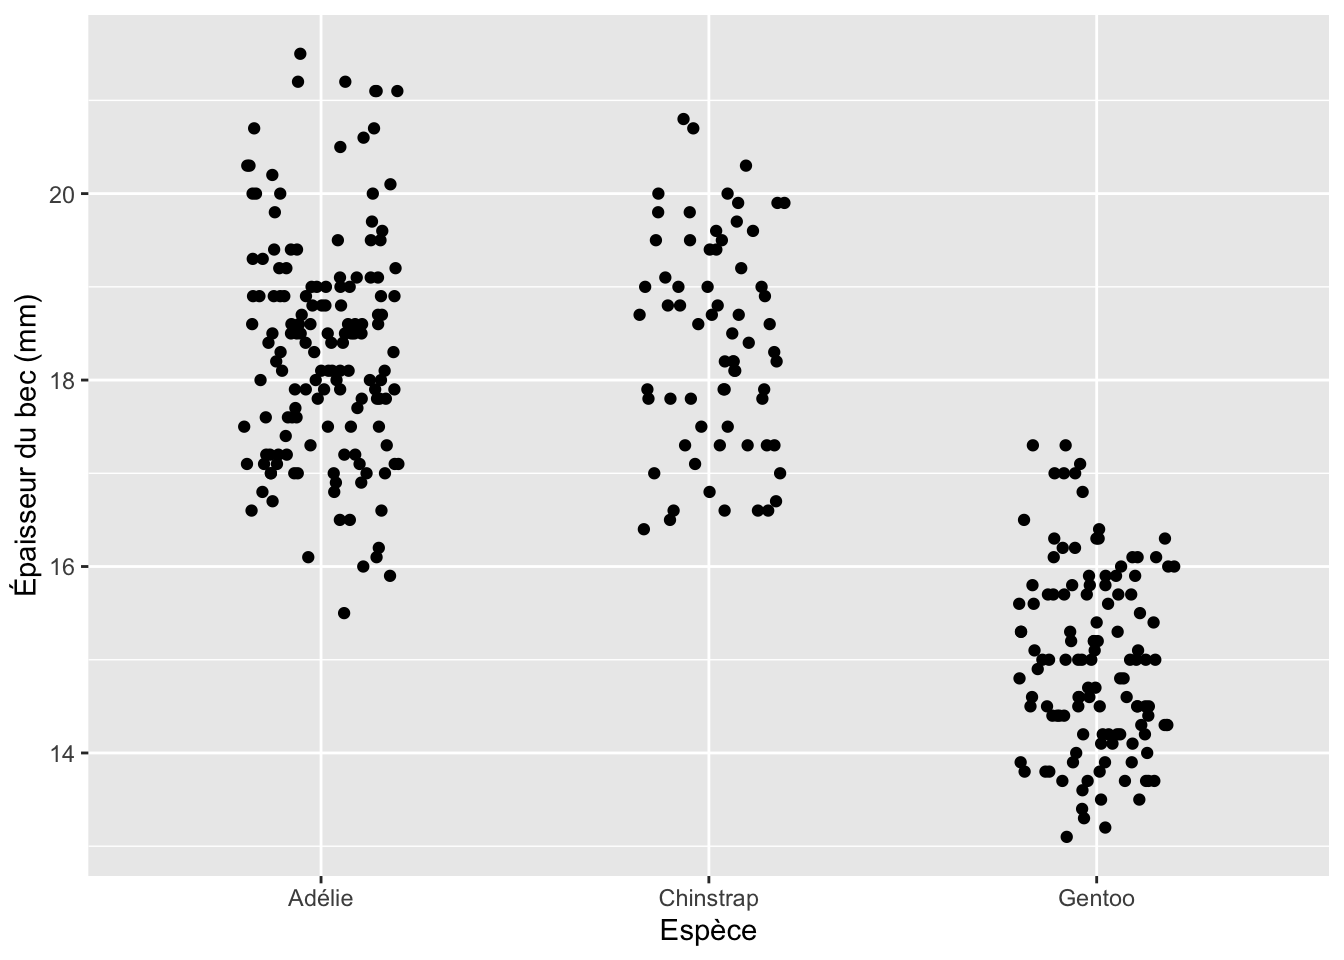 Épaisseur du bec (mm)
20
18
16
14
Adélie
Chinstrap
Gentoo
Espèce